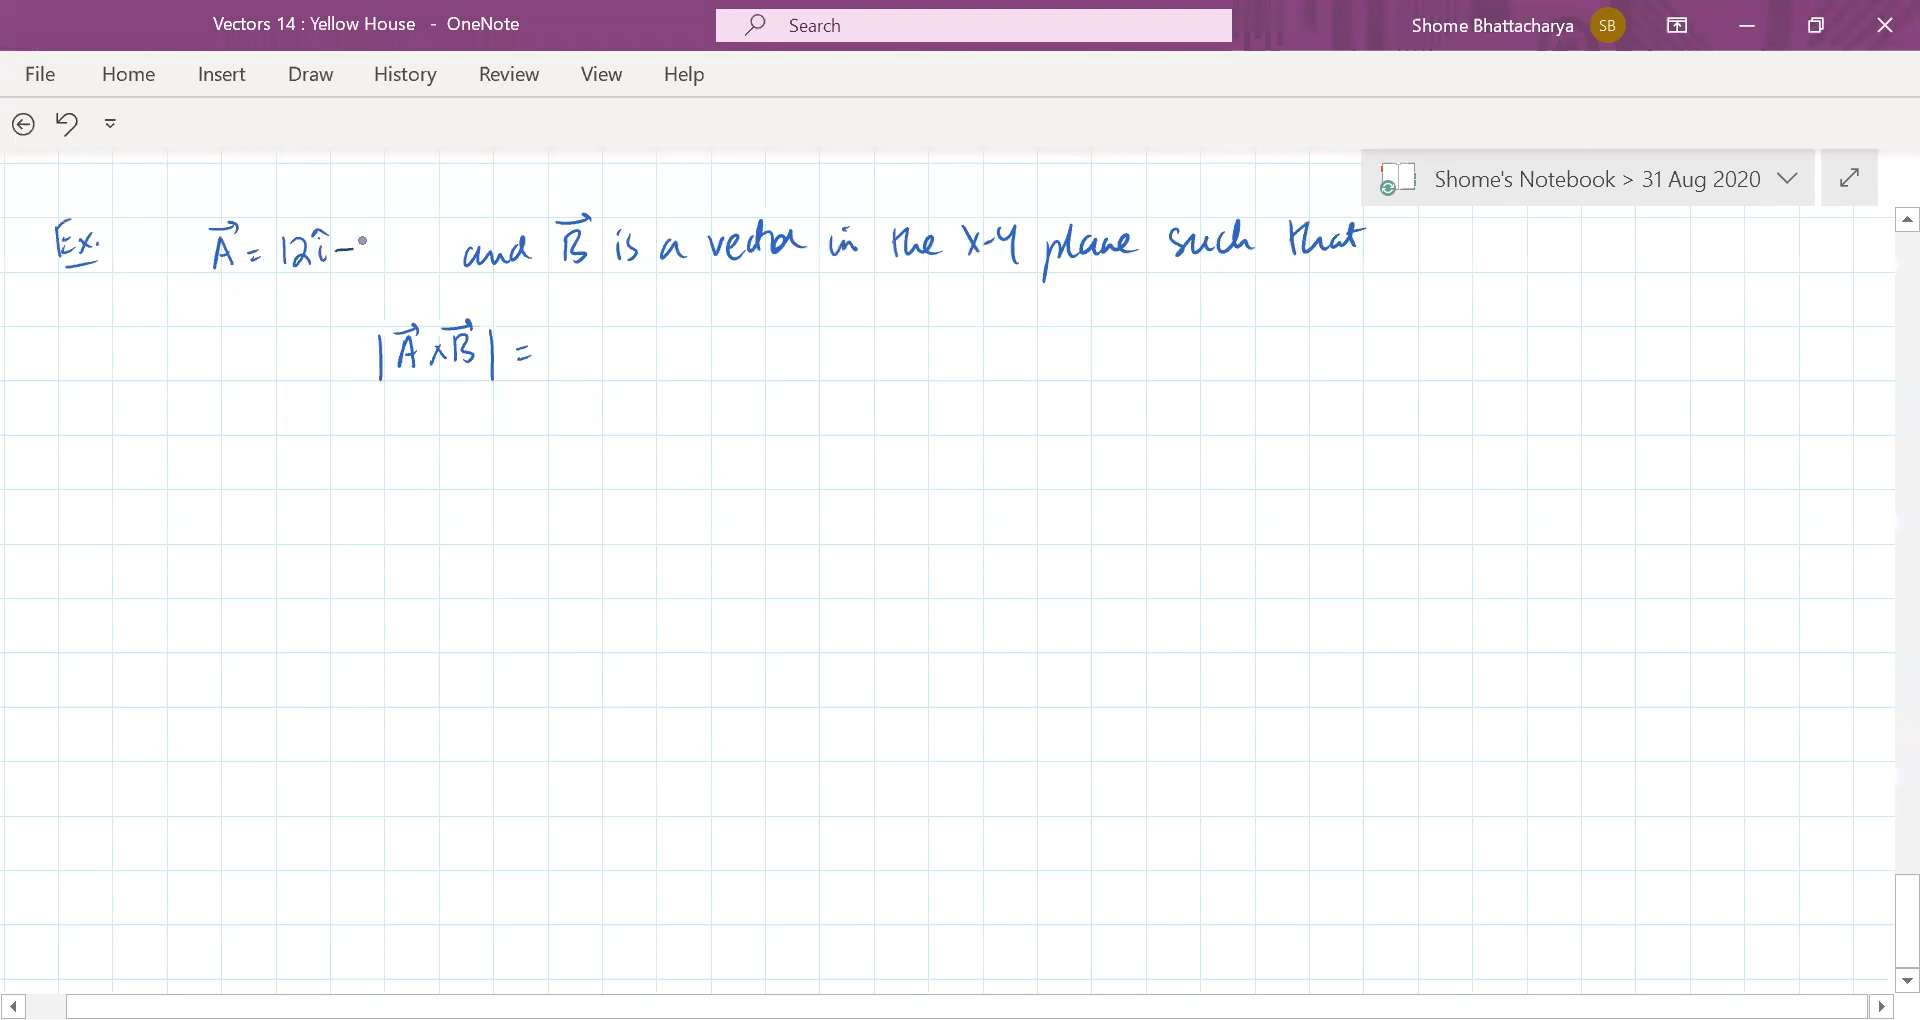 Vectors 14 : Yellow House - OneNote
Search
Shome Bhattacharya SB
File Home Insert Draw History Review View Help
Shome's Notebook > 31 Aug 2020
Ex. A⃗ = 12î − and B⃗ is a vector in the X-Y plane such that
|A⃗ × B⃗| =